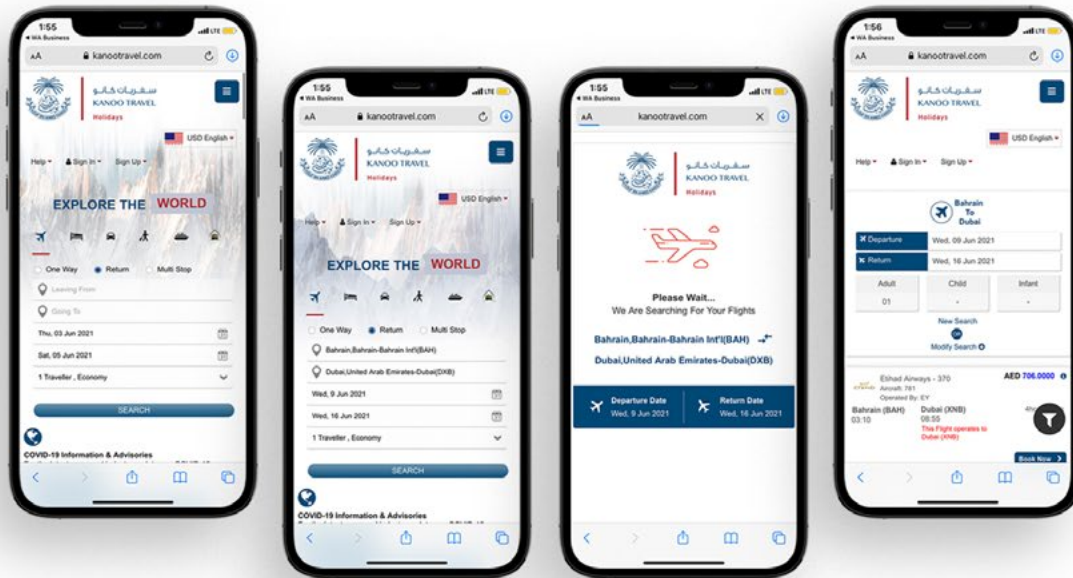 1:55
WA Business
LTE
AA
kanootravel.com
سفريات كانو
KANOO TRAVEL
Holidays
USD English
Help
Sign In
Sign Up
EXPLORE THE WORLD
One Way
Return
Multi Stop
Leaving From
Going To
Thu, 03 Jun 2021
Sat, 05 Jun 2021
1 Traveller , Economy
SEARCH
COVID-19 Information & Advisories
1:55
WA Business
LTE
AA
kanootravel.com
سفريات كانو
KANOO TRAVEL
Holidays
USD English
Help
Sign In
Sign Up
EXPLORE THE WORLD
One Way
Return
Multi Stop
Bahrain,Bahrain-Bahrain Int'l(BAH)
Dubai,United Arab Emirates-Dubai(DXB)
Wed, 9 Jun 2021
Wed, 16 Jun 2021
1 Traveller , Economy
SEARCH
COVID-19 Information & Advisories
1:55
WA Business
LTE
AA
kanootravel.com
سفريات كانو
KANOO TRAVEL
Holidays
Please Wait...
We Are Searching For Your Flights
Bahrain,Bahrain-Bahrain Int'l(BAH)
Dubai,United Arab Emirates-Dubai(DXB)
Departure Date
Wed, 9 Jun 2021
Return Date
Wed, 16 Jun 2021
1:56
WA Business
LTE
AA
kanootravel.com
سفريات كانو
KANOO TRAVEL
Holidays
USD English
Help
Sign In
Sign Up
Bahrain
To
Dubai
Departure
Wed, 09 Jun 2021
Return
Wed, 16 Jun 2021
Adult
Child
Infant
01
-
-
New Search
OR
Modify Search
Etihad Airways - 370
AED 706.0000
Aircraft: 781
Operated By: EY
Bahrain (BAH)
Dubai (XNB)
03:10
08:55
This Flight operates to
Dubai (XNB)
Book Now